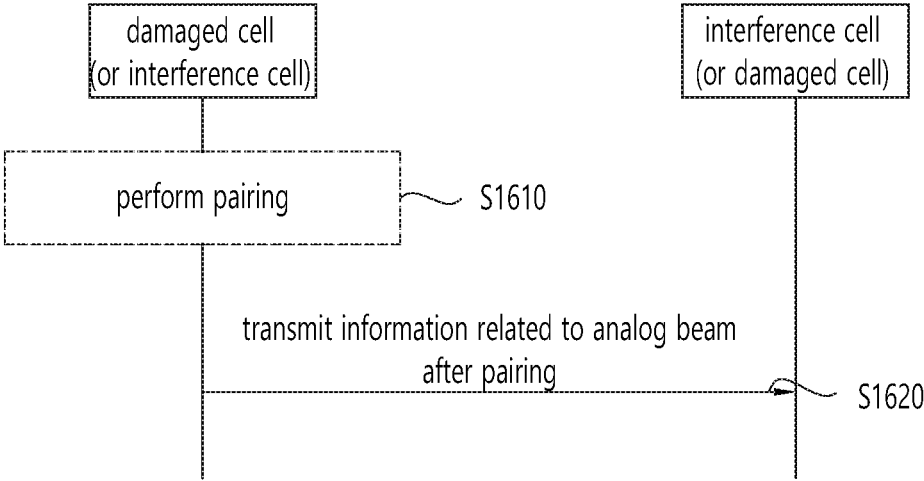 damaged cell
(or interference cell)
interference cell
(or damaged cell)
perform pairing
S1610
transmit information related to analog beam
after pairing
S1620